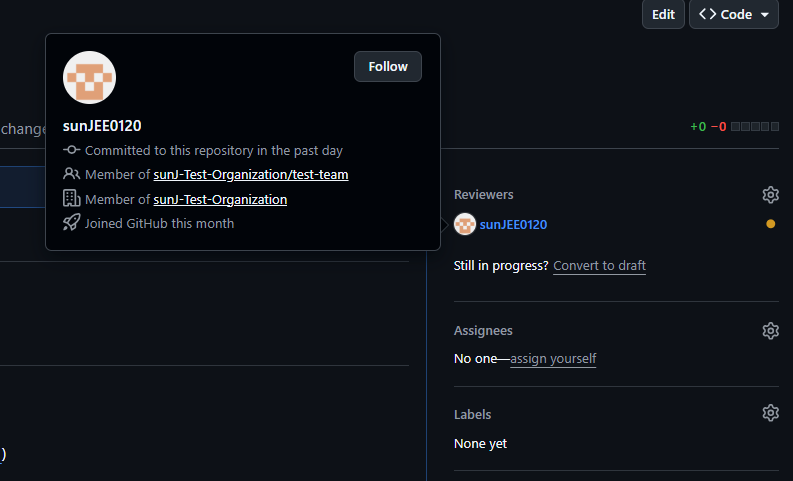 Edit
Code
Follow
sunJEE0120
Committed to this repository in the past day
Member of sunJ-Test-Organization/test-team
Member of sunJ-Test-Organization
Joined GitHub this month
change
+0 −0
Reviewers
sunJEE0120
Still in progress? Convert to draft
Assignees
No one—assign yourself
Labels
None yet
)